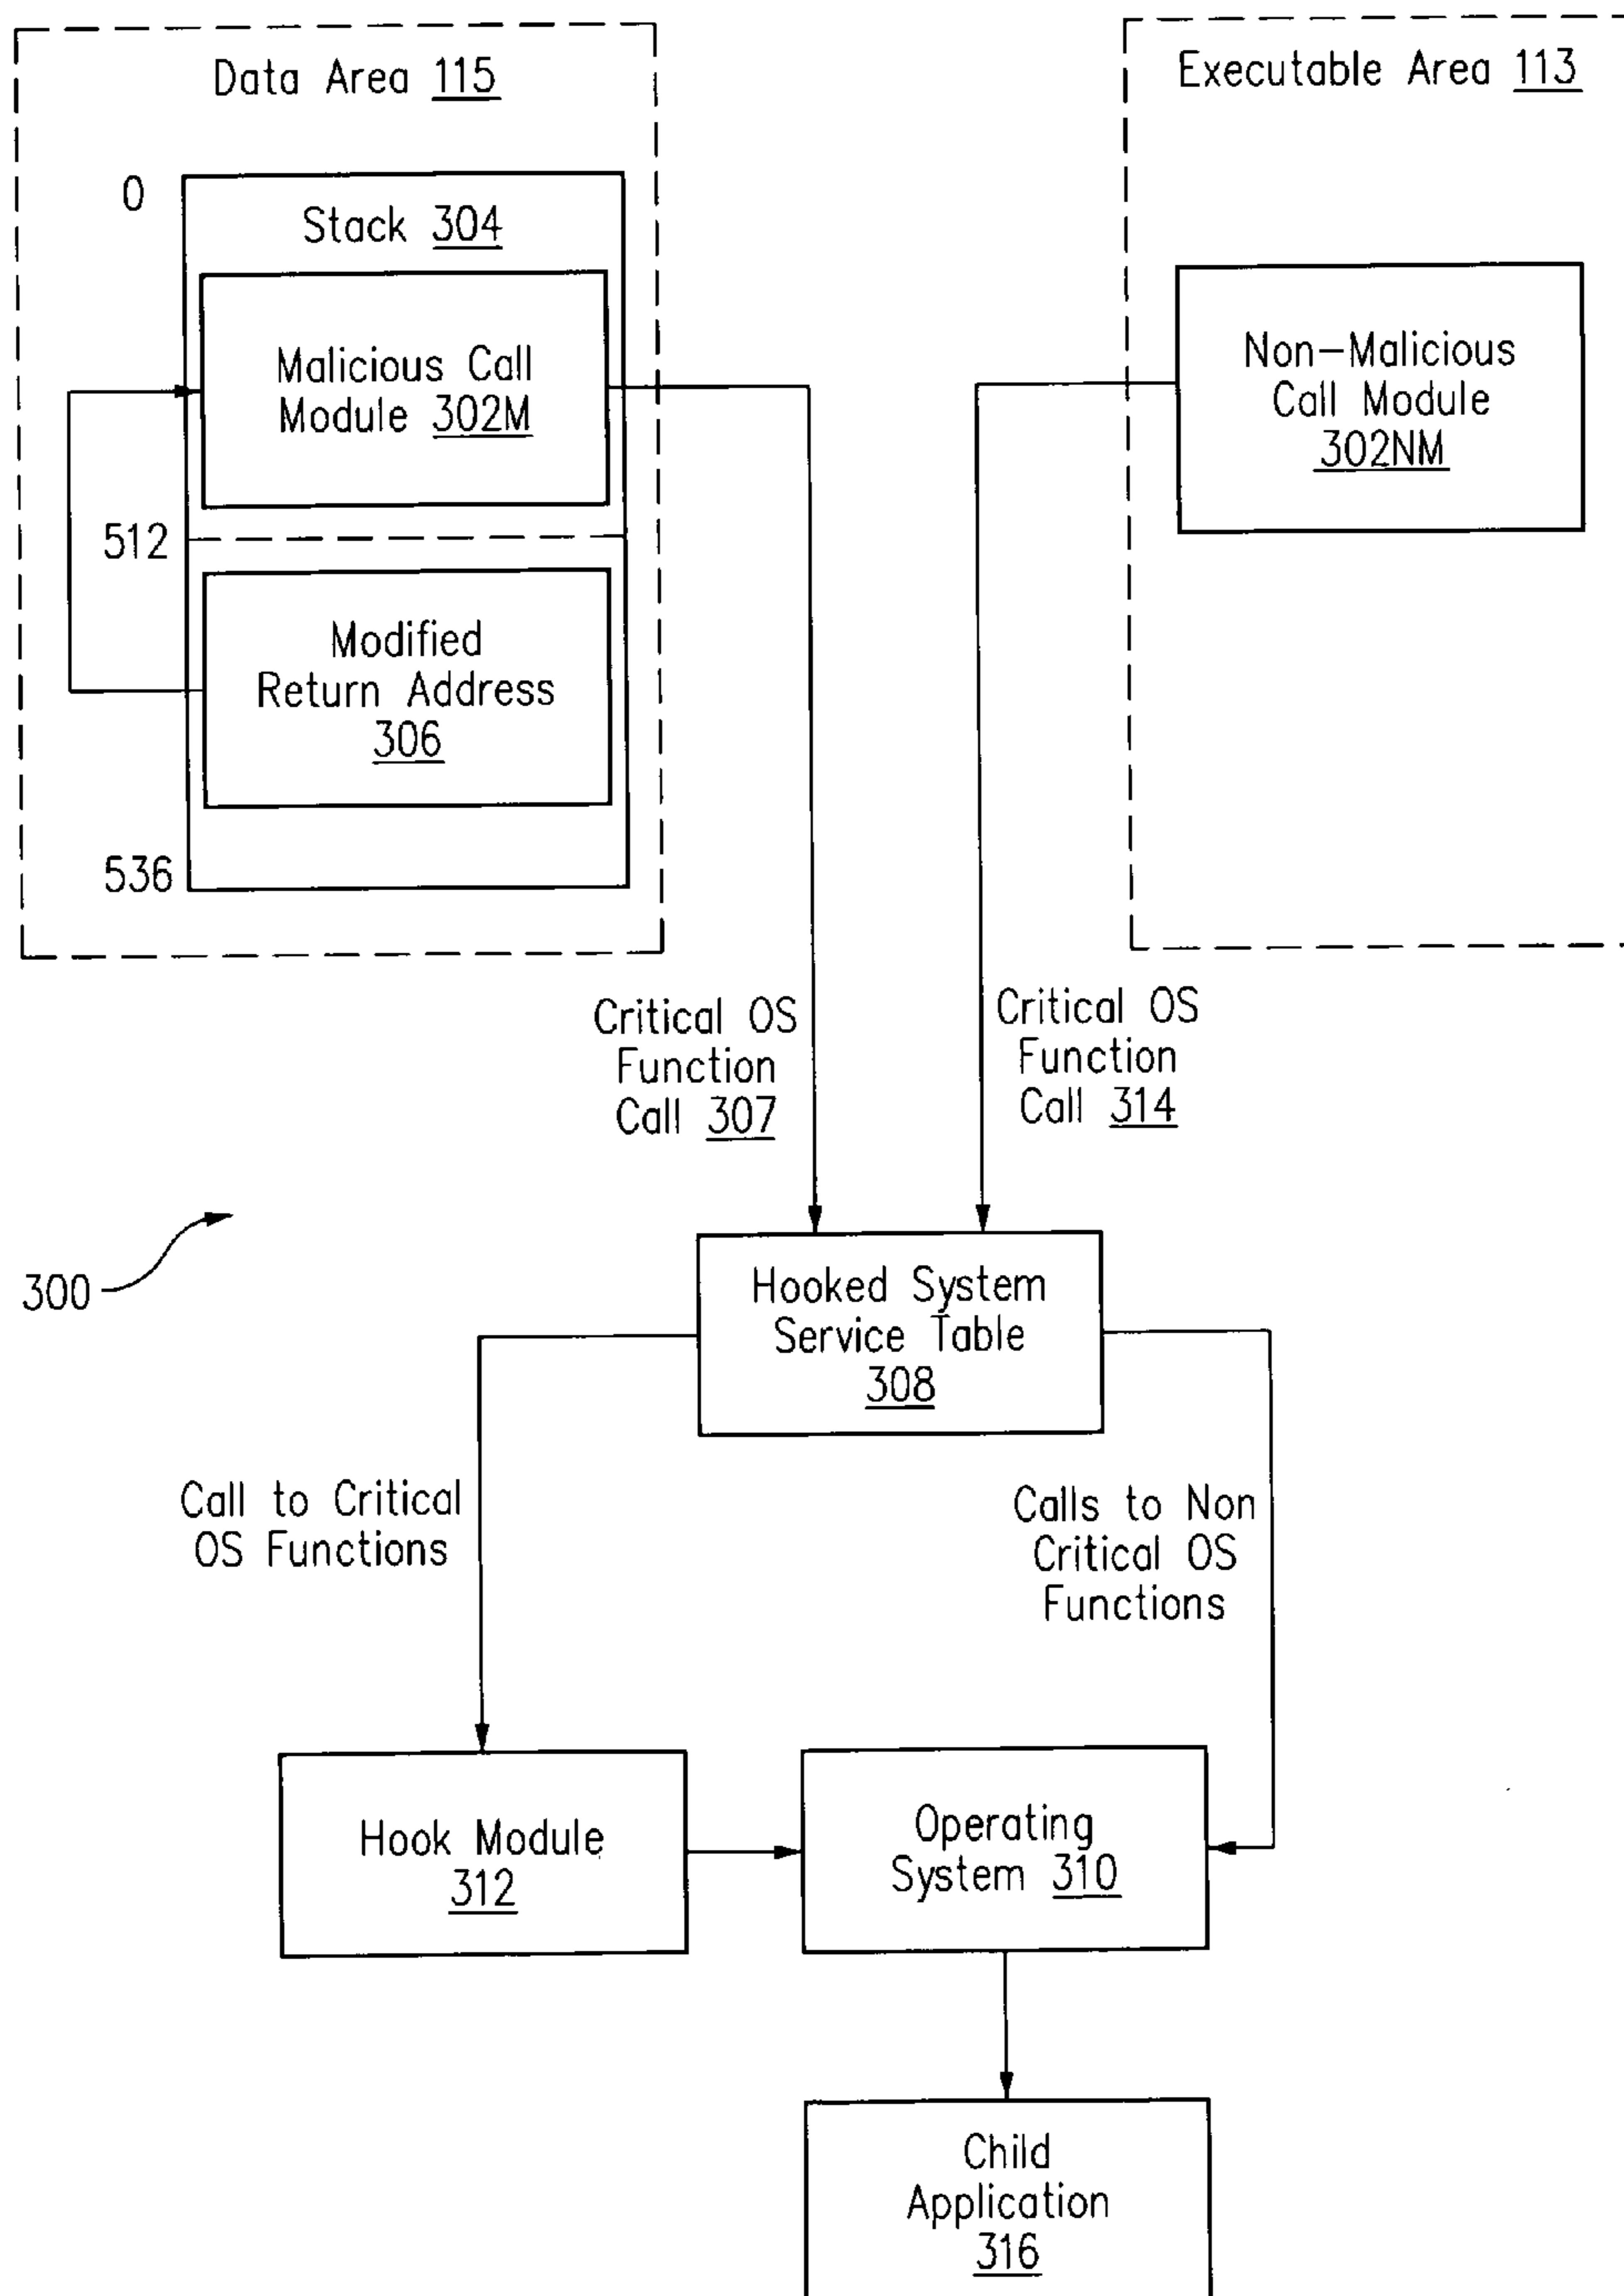 Data Area 115
Executable Area 113
0
Stack 304
Malicious Call
Module 302M
Non-Malicious
Call Module
302NM
512
Modified
Return Address
306
536
Critical OS
Function
Call 307
Critical OS
Function
Call 314
300
Hooked System
Service Table
308
Call to Critical
OS Functions
Calls to Non
Critical OS
Functions
Hook Module
312
Operating
System 310
Child
Application
316